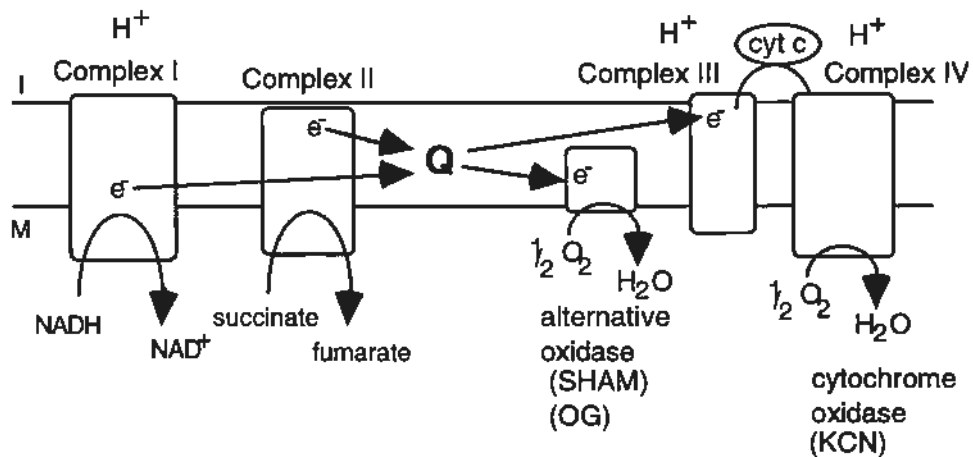 H+
H+
cyt c
H+
Complex I
Complex II
Complex III
Complex IV
I
e-
e-
Q
e-
e-
M
1/2 O2
H2O
1/2 O2
H2O
NADH
NAD+
succinate
fumarate
alternative
oxidase
(SHAM)
(OG)
cytochrome
oxidase
(KCN)